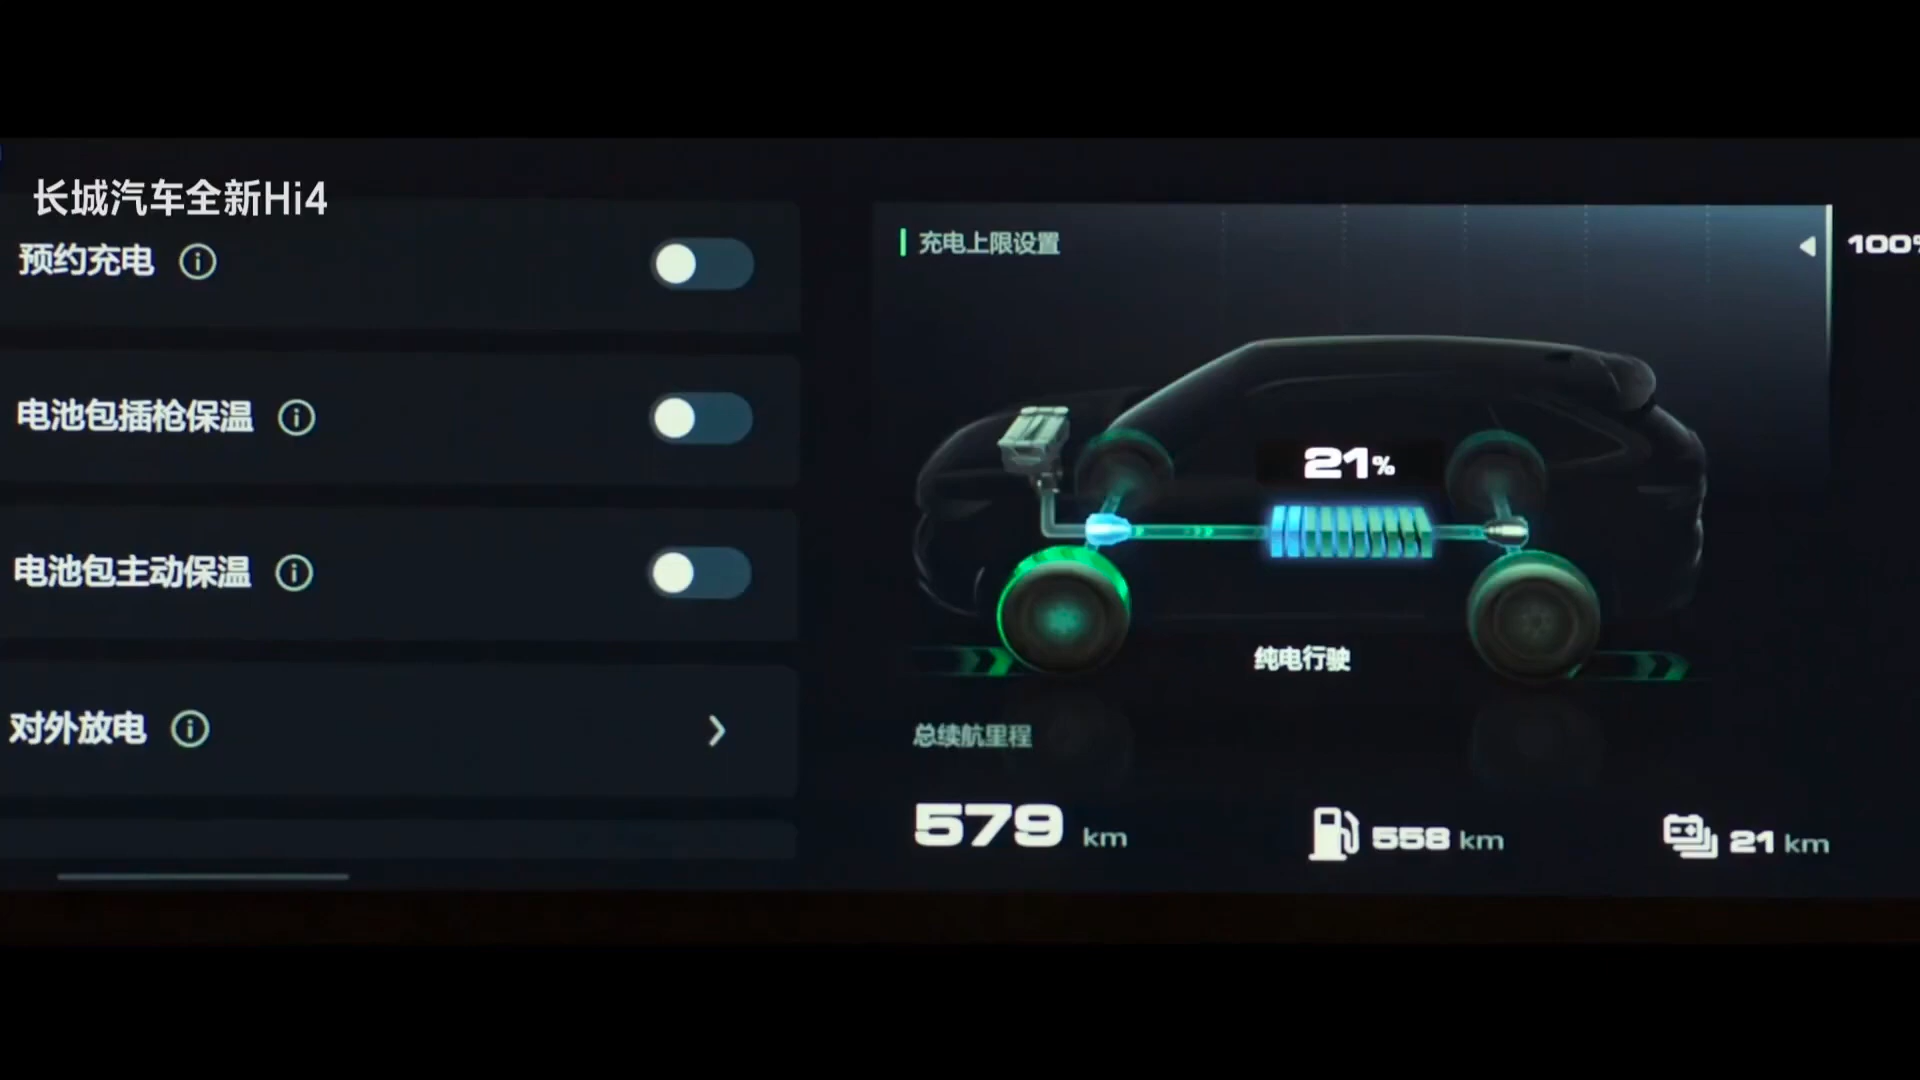 长城汽车全新Hi4
预约充电
电池包插枪保温
电池包主动保温
对外放电
充电上限设置
100%
21%
纯电行驶
总续航里程
579 km
558 km
21 km